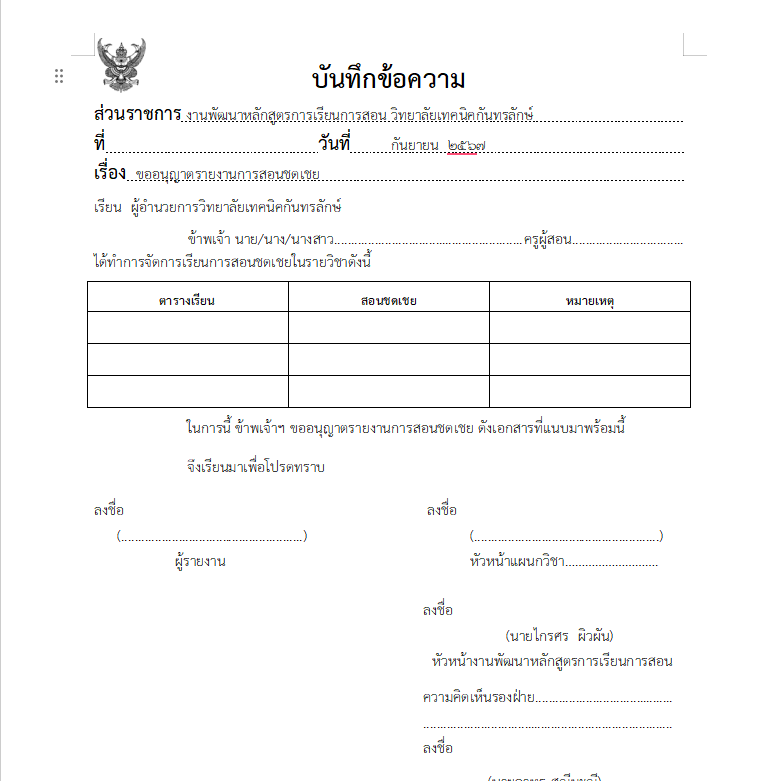 บันทึกข้อความ
ส่วนราชการ งานพัฒนาหลักสูตรการเรียนการสอน วิทยาลัยเทคนิคกันทรลักษ์
ที่ วันที่ กันยายน ๒๕๖๗
เรื่อง ขออนุญาตรายงานการสอนชดเชย
เรียน ผู้อำนวยการวิทยาลัยเทคนิคกันทรลักษ์
ข้าพเจ้า นาย/นาง/นางสาว.................................................ครูผู้สอน.............................
ได้ทำการจัดการเรียนการสอนชดเชยในรายวิชาดังนี้
ตารางเรียน สอนชดเชย หมายเหตุ
ในการนี้ ข้าพเจ้าฯ ขออนุญาตรายงานการสอนชดเชย ดังเอกสารที่แนบมาพร้อมนี้
จึงเรียนมาเพื่อโปรดทราบ
ลงชื่อ ลงชื่อ
(......................................................) (......................................................)
ผู้รายงาน หัวหน้าแผนกวิชา...........................
ลงชื่อ
(นายไกรศร ผิวผัน)
หัวหน้างานพัฒนาหลักสูตรการเรียนการสอน
ความคิดเห็นรองฝ่าย........................................
........................................................................
ลงชื่อ